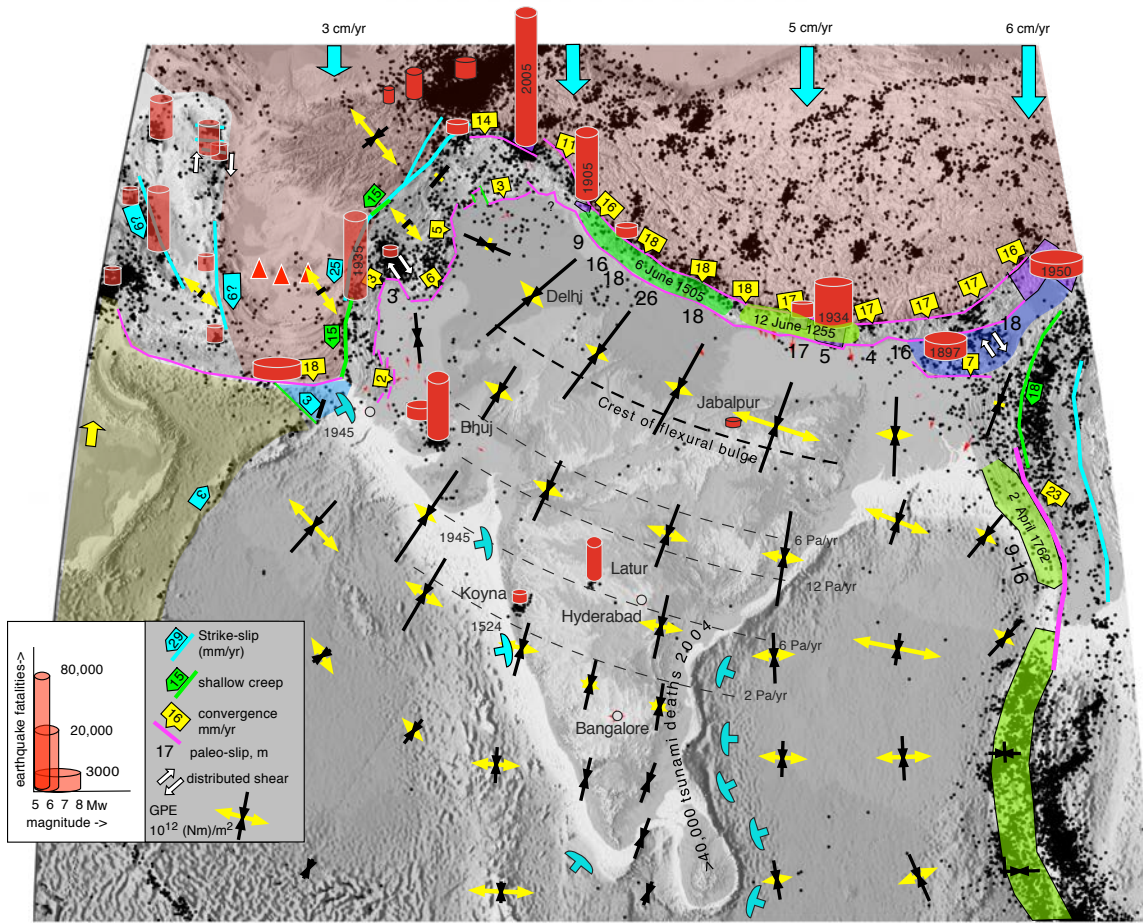 3 cm/yr
5 cm/yr
6 cm/yr
2005
14
11
1905
16
18
18
18
17
17
17
17
16
1950
15
3
?
5
6
3
3
6?
6?
25
1935
9
16
18
26
18
6 June 1505
12 June 1255
1934
17
5
4
16
1897
18
7
Delhi
15
18
2
3
1945
Bhuj
Jabalpur
Crest of flexural bulge
18
23
2 April 1762
9-16
3
1945
6 Pa/yr
12 Pa/yr
Latur
Koyna
Hyderabad
1524
6 Pa/yr
2 Pa/yr
Bangalore
>40,000 tsunami deaths 2004
earthquake fatalities->
80,000
20,000
3000
5 6 7 8 Mw
magnitude ->
29
Strike-slip
(mm/yr)
15
shallow creep
16
convergence
mm/yr
17 paleo-slip, m
distributed shear
GPE
10¹² (Nm)/m²